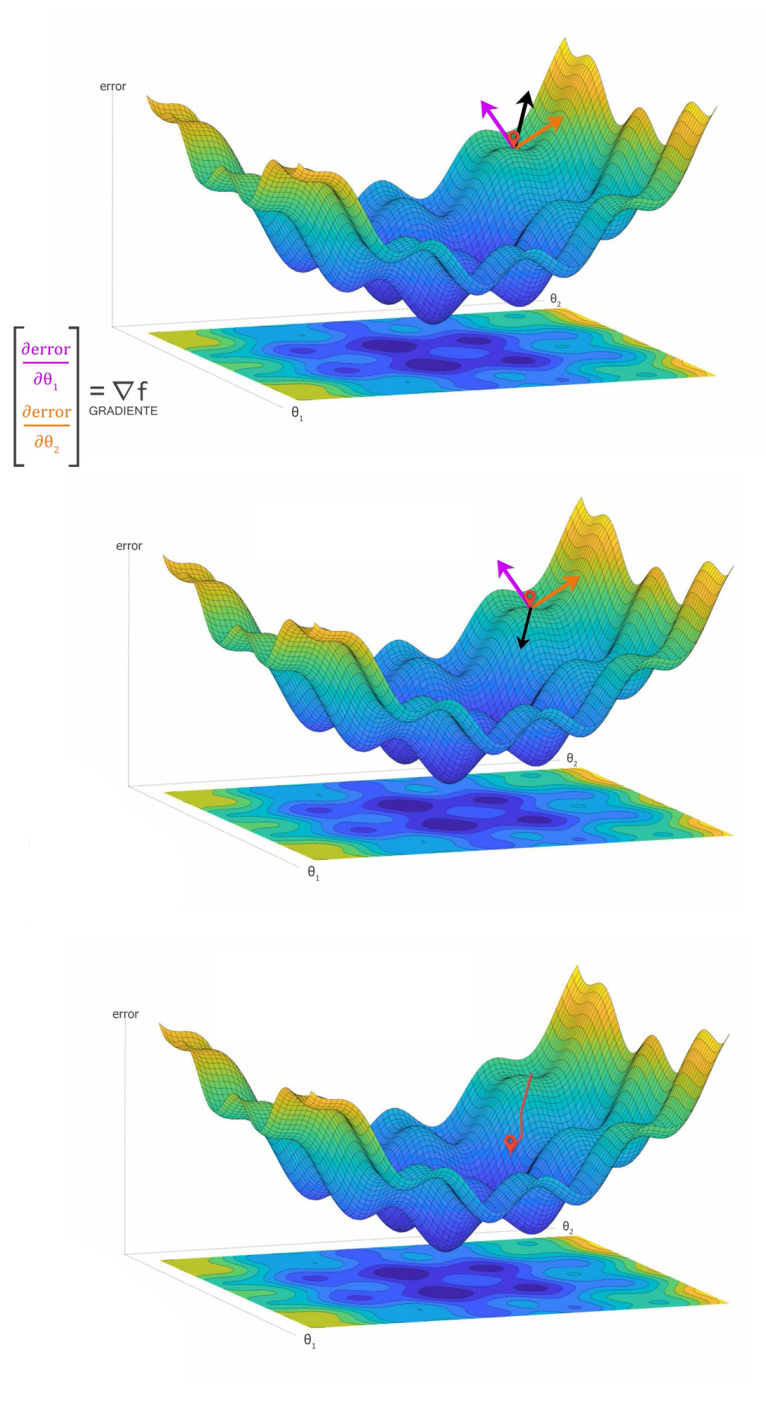 error
θ₂
∂error
∂θ₁
∂error
∂θ₂
= ∇f
GRADIENTE
θ₁
error
θ₂
θ₁
error
θ₂
θ₁